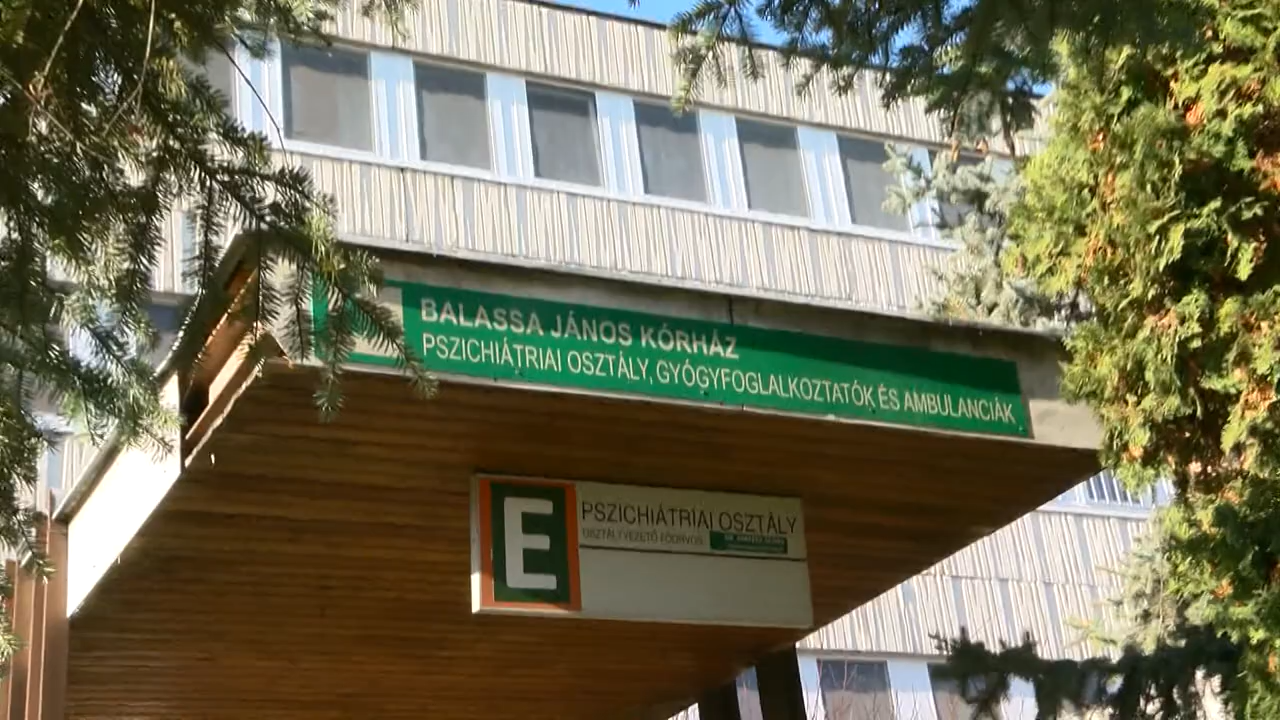 BALASSA JÁNOS KÓRHÁZ
PSZICHIÁTRIAI OSZTÁLY, GYÓGYFOGLALKOZTATÓK ÉS AMBULANCIÁK
E
PSZICHIÁTRIAI OSZTÁLY
OSZTÁLYVEZETŐ FŐORVOS: